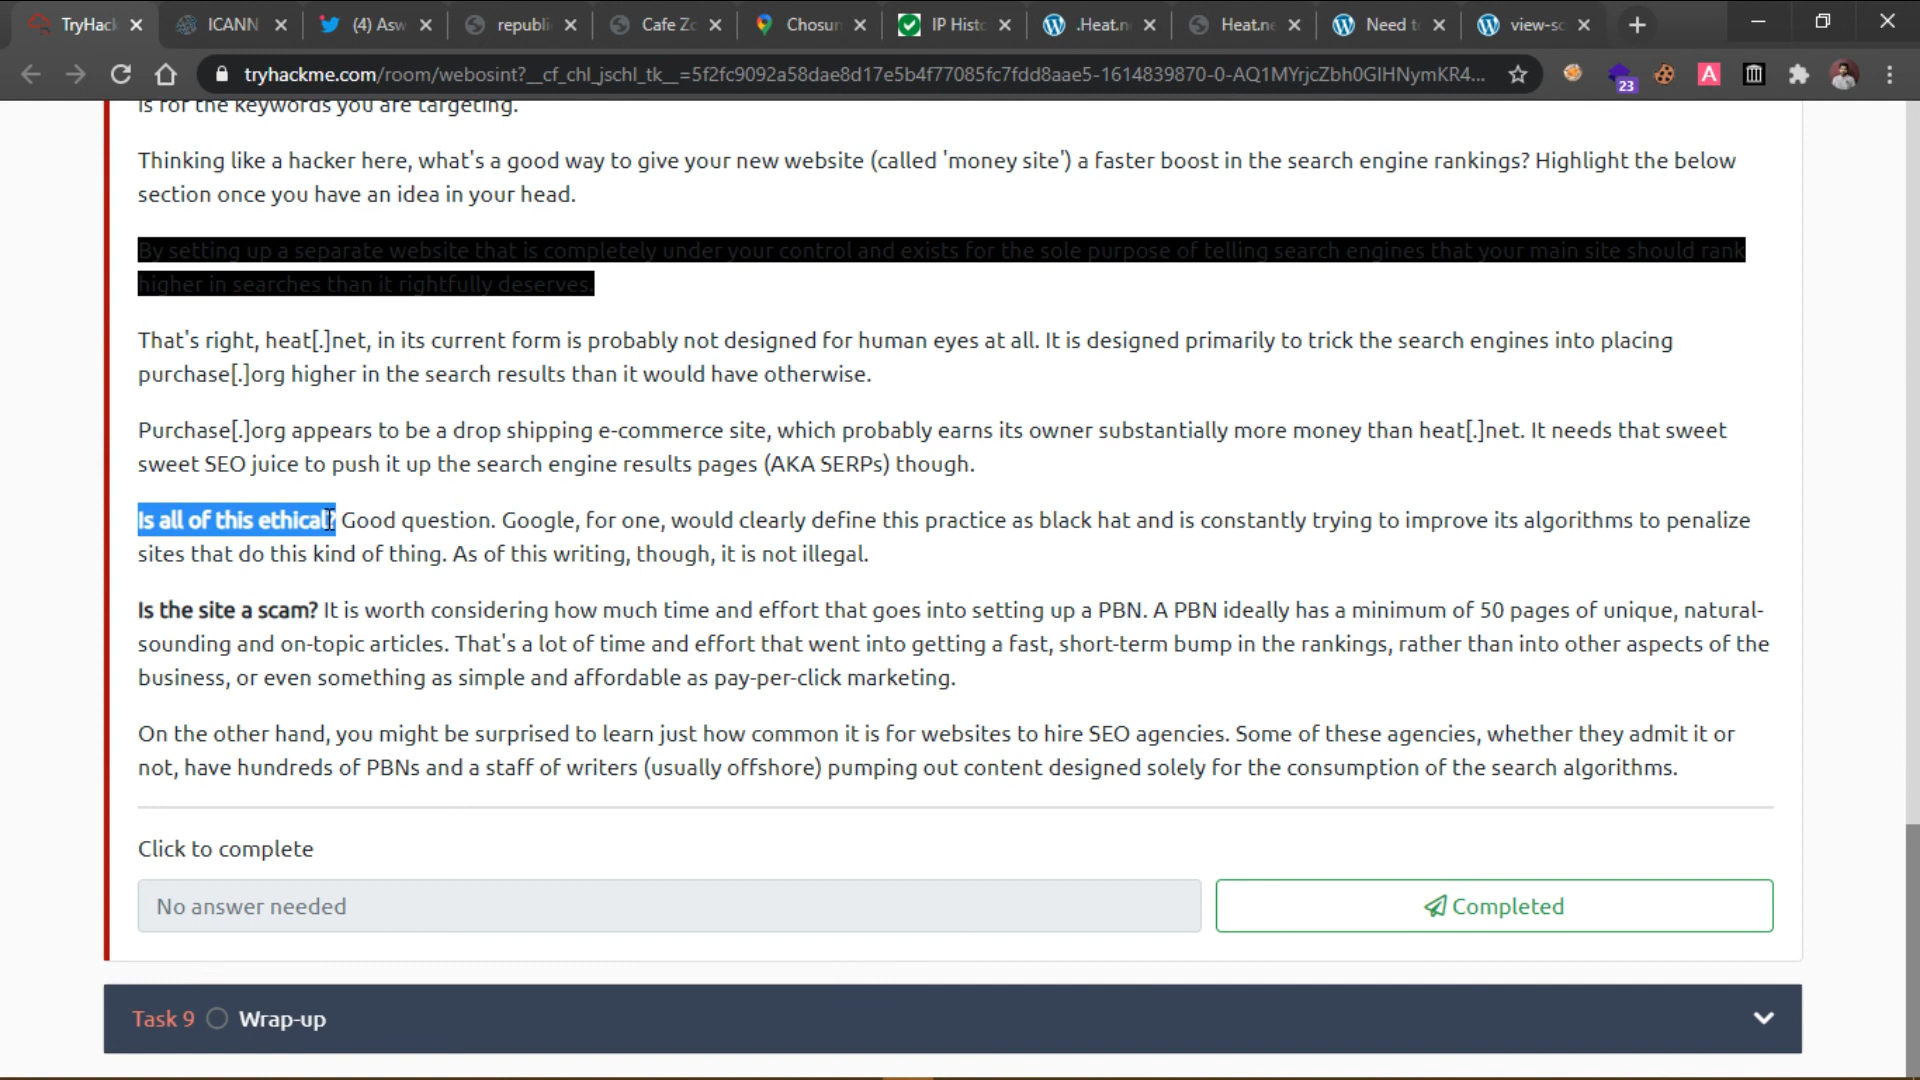 TryHack
ICANN
(4) Asw
republi
Cafe Zo
Chosun
IP Histo
.Heat.n
Heat.ne
Need t
view-so
tryhackme.com/room/webosint?__cf_chl_jschl_tk__=5f2fc9092a58dae8d17e5b4f77085fc7fdd8aae5-1614839870-0-AQ1MYrjcZbh0GIHNymKR4...
23
A
is for the keywords you are targeting.
Thinking like a hacker here, what's a good way to give your new website (called 'money site') a faster boost in the search engine rankings? Highlight the below
section once you have an idea in your head.
By setting up a separate website that is completely under your control and exists for the sole purpose of telling search engines that your main site should rank
higher in searches than it rightfully deserves.
That's right, heat[.]net, in its current form is probably not designed for human eyes at all. It is designed primarily to trick the search engines into placing
purchase[.]org higher in the search results than it would have otherwise.
Purchase[.]org appears to be a drop shipping e-commerce site, which probably earns its owner substantially more money than heat[.]net. It needs that sweet
sweet SEO juice to push it up the search engine results pages (AKA SERPs) though.
Is all of this ethical? Good question. Google, for one, would clearly define this practice as black hat and is constantly trying to improve its algorithms to penalize
sites that do this kind of thing. As of this writing, though, it is not illegal.
Is the site a scam? It is worth considering how much time and effort that goes into setting up a PBN. A PBN ideally has a minimum of 50 pages of unique, natural-
sounding and on-topic articles. That's a lot of time and effort that went into getting a fast, short-term bump in the rankings, rather than into other aspects of the
business, or even something as simple and affordable as pay-per-click marketing.
On the other hand, you might be surprised to learn just how common it is for websites to hire SEO agencies. Some of these agencies, whether they admit it or
not, have hundreds of PBNs and a staff of writers (usually offshore) pumping out content designed solely for the consumption of the search algorithms.
Click to complete
No answer needed
Completed
Task 9 Wrap-up